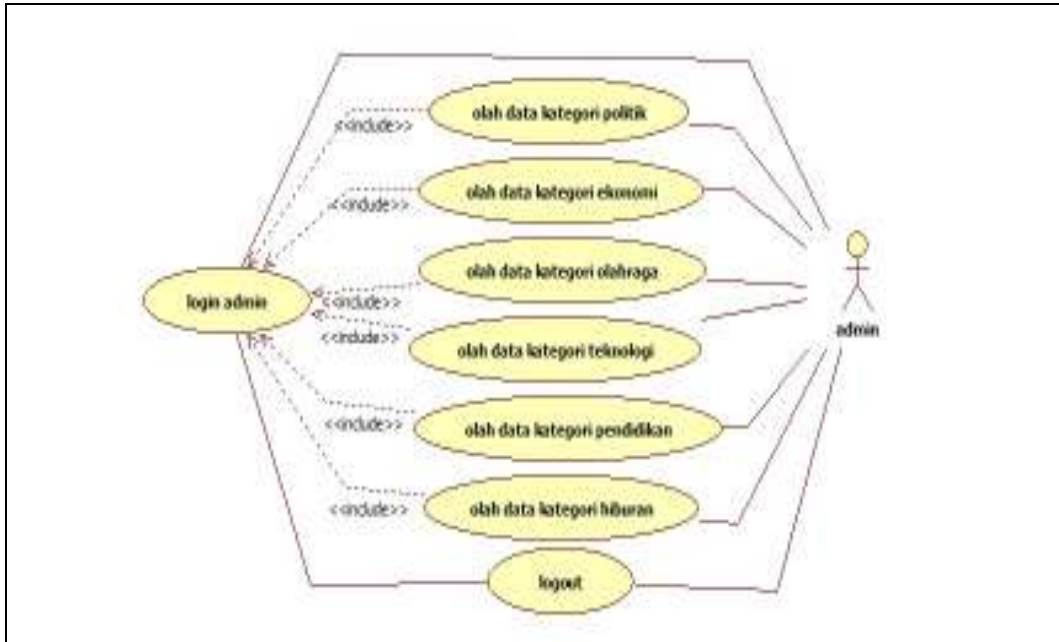 olah data kategori politik
<<include>>
olah data kategori ekonomi
<<include>>
olah data kategori olahraga
<<include>>
login admin
<<include>>
admin
olah data kategori teknologi
<<include>>
olah data kategori pendidikan
<<include>>
olah data kategori hiburan
logout